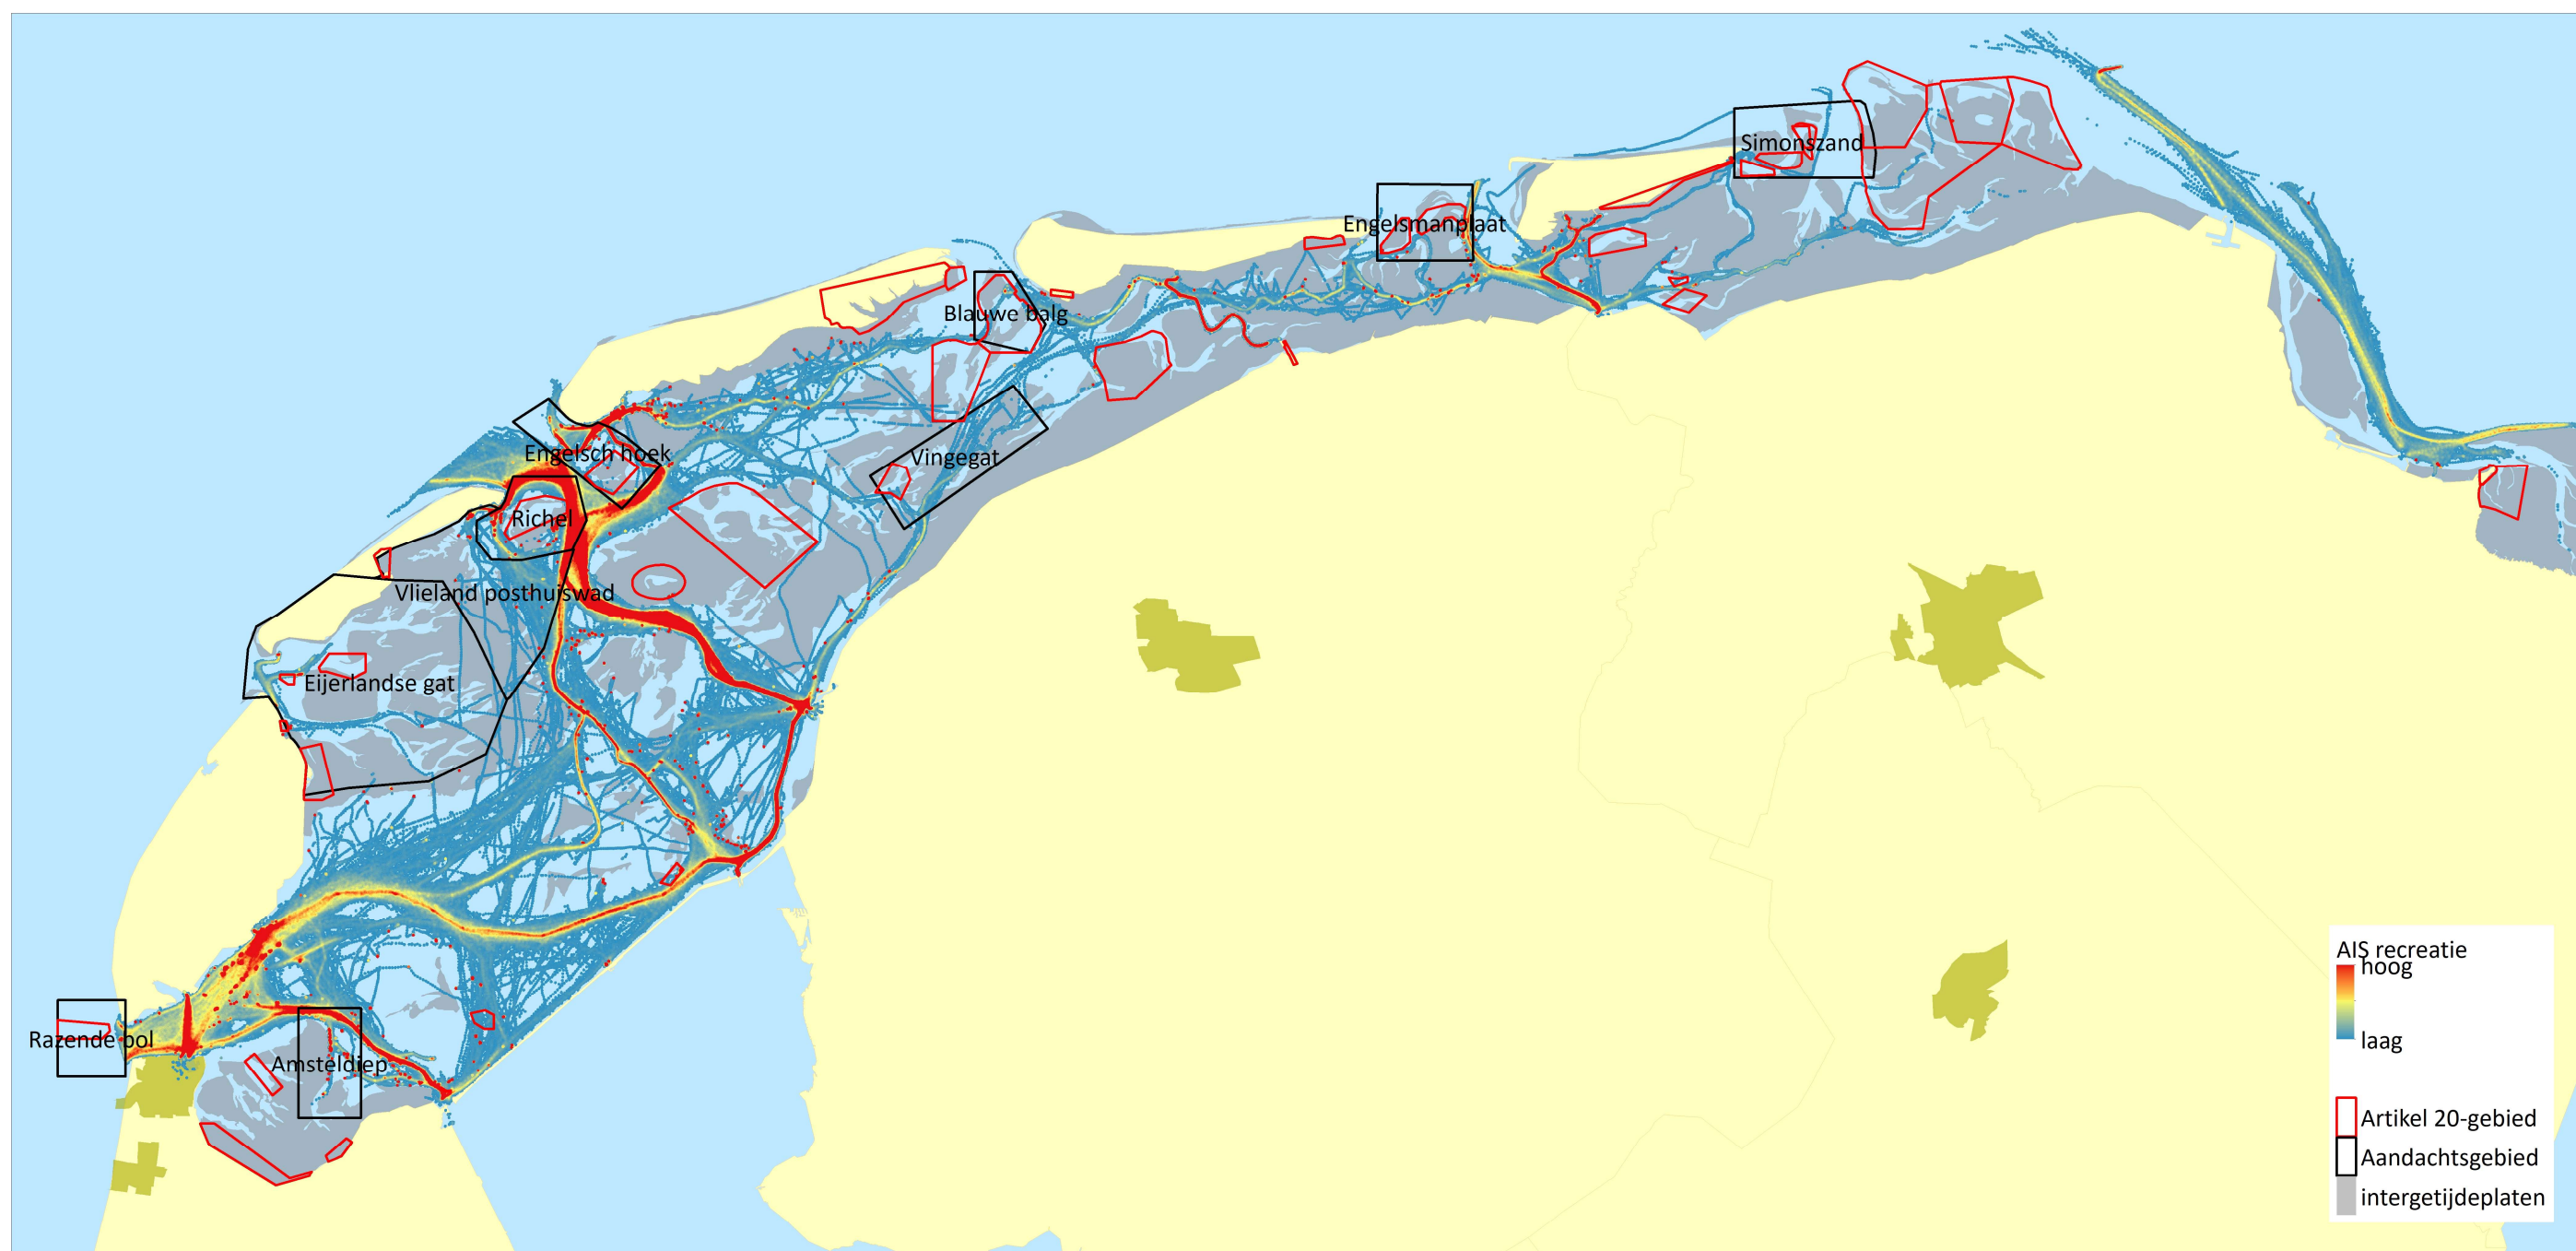 Simonszand
Engelsmanplaat
Blauwe balg
Engelsch hoek
Vingegat
Richel
Vlieland posthuiswad
Eijerlandse gat
Razende bol
Amsteldiep
AIS recreatie
hoog
laag
Artikel 20-gebied
Aandachtsgebied
intergetijdeplaten